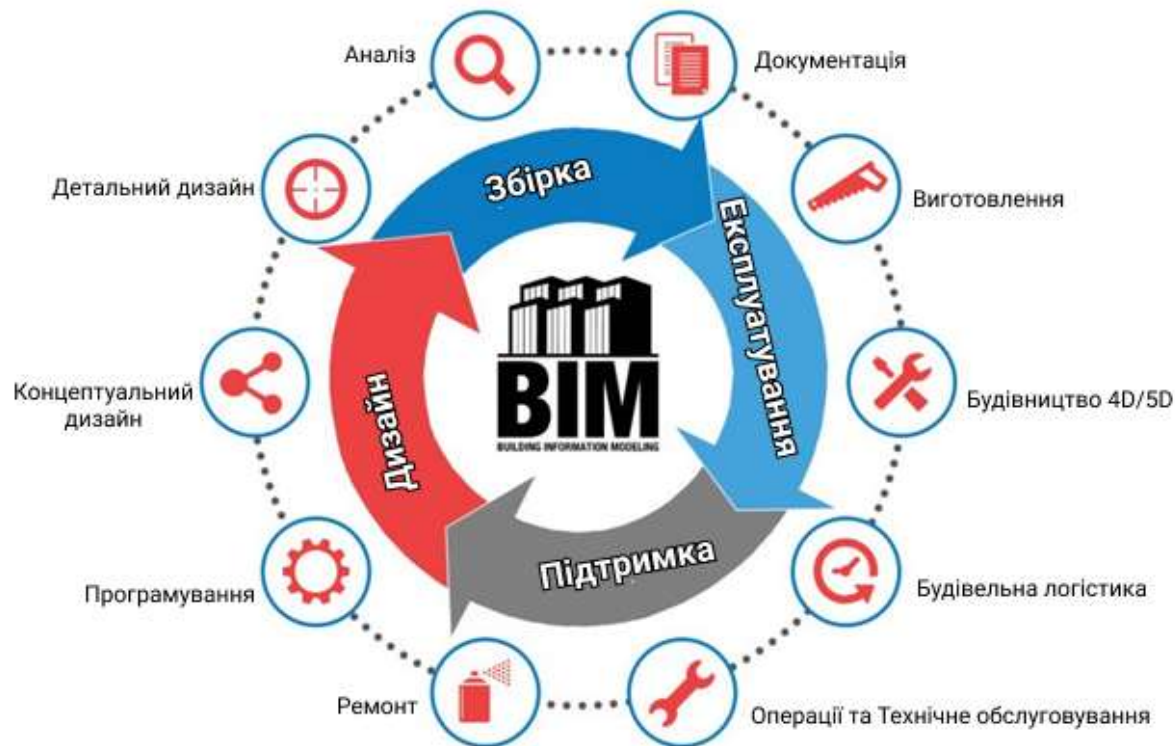 Аналіз
Документація
Детальний дизайн
Збірка
Виготовлення
Експлуатування
Концептуальний
дизайн
Дизайн
BIM
BUILDING INFORMATION MODELING
Будівництво 4D/5D
Підтримка
Програмування
Будівельна логістика
Ремонт
Операції та Технічне обслуговування